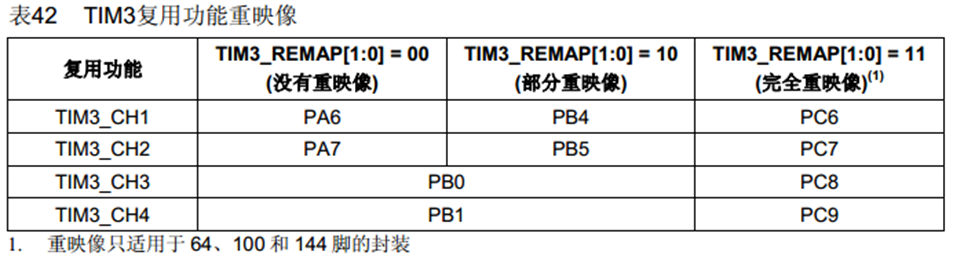 表42 TIM3复用功能重映像
复用功能 TIM3_REMAP[1:0] = 00 (没有重映像) TIM3_REMAP[1:0] = 10 (部分重映像) TIM3_REMAP[1:0] = 11 (完全重映像)(1)
TIM3_CH1 PA6 PB4 PC6
TIM3_CH2 PA7 PB5 PC7
TIM3_CH3 PB0 PC8
TIM3_CH4 PB1 PC9
1. 重映像只适用于 64、100 和 144 脚的封装